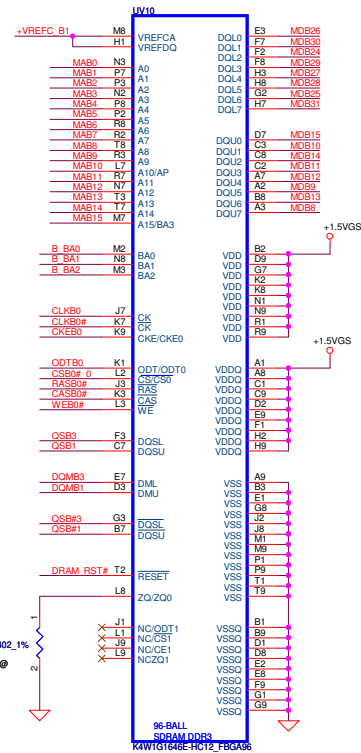 UV10
+VREFC_B1 M8 VREFCA E3 DQL0 MDB26
H1 VREFDQ F7 DQL1 MDB30
F2 DQL2 MDB24
MAB0 N3 A0 F8 DQL3 MDB29
MAB1 P7 A1 H3 DQL4 MDB27
MAB2 P3 A2 H8 DQL5 MDB28
MAB3 N2 A3 G2 DQL6 MDB25
MAB4 P8 A4 H7 DQL7 MDB31
MAB5 P2 A5
MAB6 R8 A6
MAB7 R2 A7 D7 DQU0 MDB15
MAB8 T8 A8 C3 DQU1 MDB10
MAB9 R3 A9 C8 DQU2 MDB14
MAB10 L7 A10/AP C2 DQU3 MDB11
MAB11 R7 A11 A7 DQU4 MDB12
MAB12 N7 A12 A2 DQU5 MDB9
MAB13 T3 A13 B8 DQU6 MDB13
MAB14 T7 A14 A3 DQU7 MDB8
MAB15 M7 A15/BA3
+1.5VGS
B_BA0 M2 BA0 B2 VDD
B_BA1 N8 BA1 D9 VDD
B_BA2 M3 BA2 G7 VDD
K2 VDD
K8 VDD
N1 VDD
CLKB0 J7 CK N9 VDD
CLKB0# K7 CK R1 VDD
CKEB0 K9 CKE/CKE0 R9 VDD
+1.5VGS
ODTB0 K1 ODT/ODT0 A1 VDDQ
CSB0#_0 L2 CS/CS0 A8 VDDQ
RASB0# J3 RAS C1 VDDQ
CASB0# K3 CAS C9 VDDQ
WEB0# L3 WE D2 VDDQ
E9 VDDQ
F1 VDDQ
QSB3 F3 DQSL H2 VDDQ
QSB1 C7 DQSU H9 VDDQ
DQMB3 E7 DML A9 VSS
DQMB1 D3 DMU B3 VSS
E1 VSS
G8 VSS
QSB#3 G3 DQSL J2 VSS
QSB#1 B7 DQSU J8 VSS
M1 VSS
M9 VSS
P1 VSS
DRAM_RST# T2 RESET P9 VSS
T1 VSS
L8 ZQ/ZQ0 T9 VSS
1
J1 NC/ODT1 B1 VSSQ
L1 NC/CS1 B9 VSSQ
402_1% J9 NC/CE1 D1 VSSQ
L9 NCZQ1 D8 VSSQ
@ E2 VSSQ
2 E8 VSSQ
F9 VSSQ
G1 VSSQ
G9 VSSQ
96-BALL
SDRAM DDR3
K4W1G1646E-HC12_FBGA96